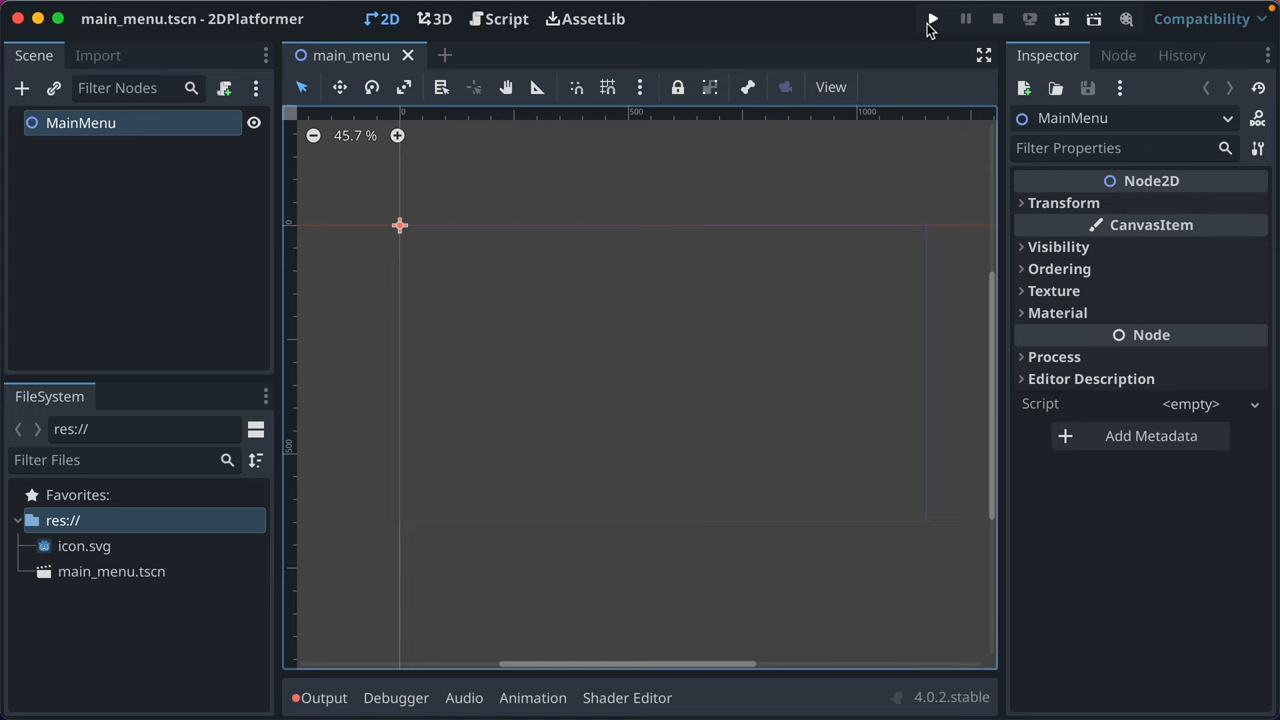 main_menu.tscn - 2DPlatformer
2D
3D
Script
AssetLib
Compatibility
Scene
Import
main_menu
Inspector
Node
History
Filter Nodes
View
MainMenu
MainMenu
DOC
Filter Properties
0
500
1000
45.7 %
0
500
Node2D
Transform
CanvasItem
Visibility
Ordering
Texture
Material
Node
Process
Editor Description
Script
<empty>
Add Metadata
FileSystem
res://
Filter Files
Favorites:
res://
icon.svg
main_menu.tscn
Output
Debugger
Audio
Animation
Shader Editor
4.0.2.stable